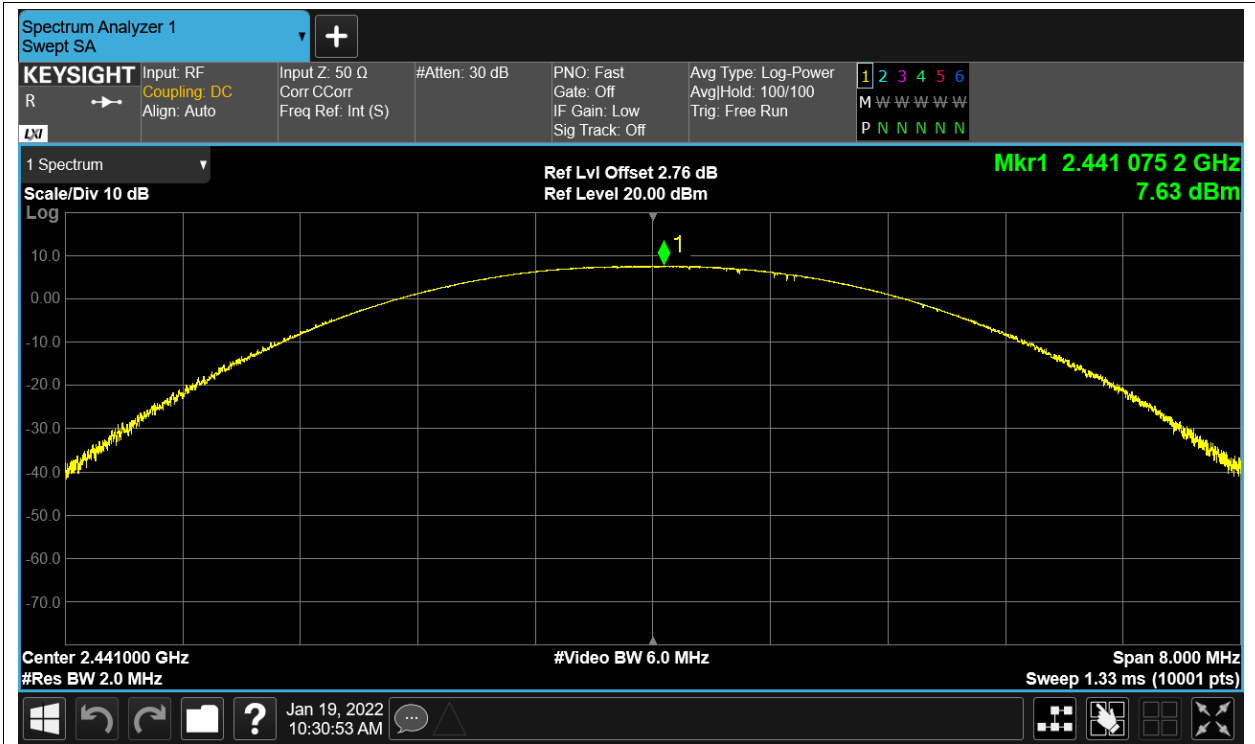 Spectrum Analyzer 1
Swept SA
KEYSIGHT
R
LXI
Input: RF
Coupling: DC
Align: Auto
Input Z: 50 Ω
Corr CCorr
Freq Ref: Int (S)
#Atten: 30 dB
PNO: Fast
Gate: Off
IF Gain: Low
Sig Track: Off
Avg Type: Log-Power
Avg|Hold: 100/100
Trig: Free Run
1 2 3 4 5 6
M W W W W W W
P N N N N N
1 Spectrum
Scale/Div 10 dB
Log
Ref Lvl Offset 2.76 dB
Ref Level 20.00 dBm
Mkr1 2.441 075 2 GHz
7.63 dBm
1
10.0
0.00
-10.0
-20.0
-30.0
-40.0
-50.0
-60.0
-70.0
Center 2.441000 GHz
#Res BW 2.0 MHz
#Video BW 6.0 MHz
Span 8.000 MHz
Sweep 1.33 ms (10001 pts)
?
Jan 19, 2022
10:30:53 AM